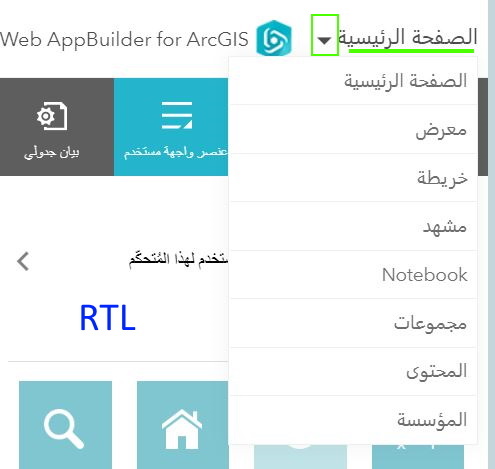 الصفحة الرئيسية
Web AppBuilder for ArcGIS
الصفحة الرئيسية
معرض
خريطة
مشهد
Notebook
مجموعات
المحتوى
المؤسسة
عنصر واجهة مستخدم
بيان جدولي
لهذا المُتحكّم
RTL